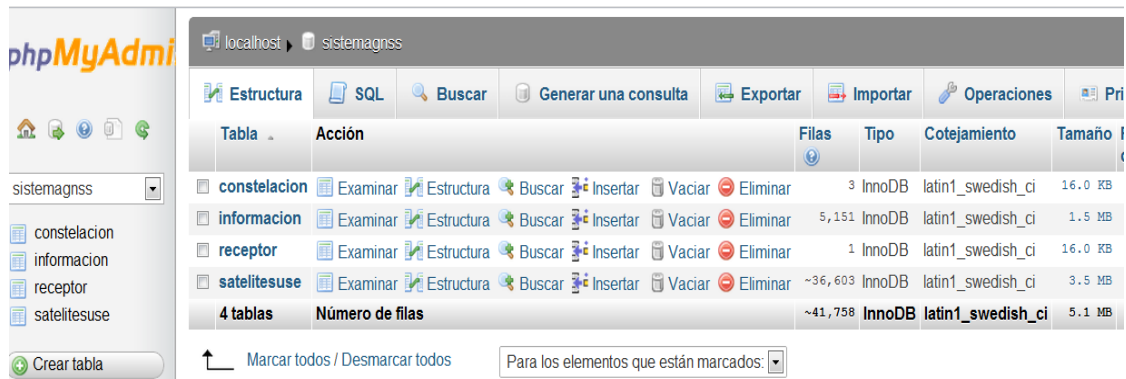 phpMyAdmi
localhost sistemagnss
Estructura SQL Buscar Generar una consulta Exportar Importar Operaciones Pri
Tabla Acción Filas Tipo Cotejamiento Tamaño
sistemagnss
constelacion
informacion
receptor
satelitesuse
Crear tabla
constelacion Examinar Estructura Buscar Insertar Vaciar Eliminar 3 InnoDB latin1_swedish_ci 16.0 KB
informacion Examinar Estructura Buscar Insertar Vaciar Eliminar 5,151 InnoDB latin1_swedish_ci 1.5 MB
receptor Examinar Estructura Buscar Insertar Vaciar Eliminar 1 InnoDB latin1_swedish_ci 16.0 KB
satelitesuse Examinar Estructura Buscar Insertar Vaciar Eliminar ~36,603 InnoDB latin1_swedish_ci 3.5 MB
4 tablas Número de filas ~41,758 InnoDB latin1_swedish_ci 5.1 MB
Marcar todos / Desmarcar todos Para los elementos que están marcados: